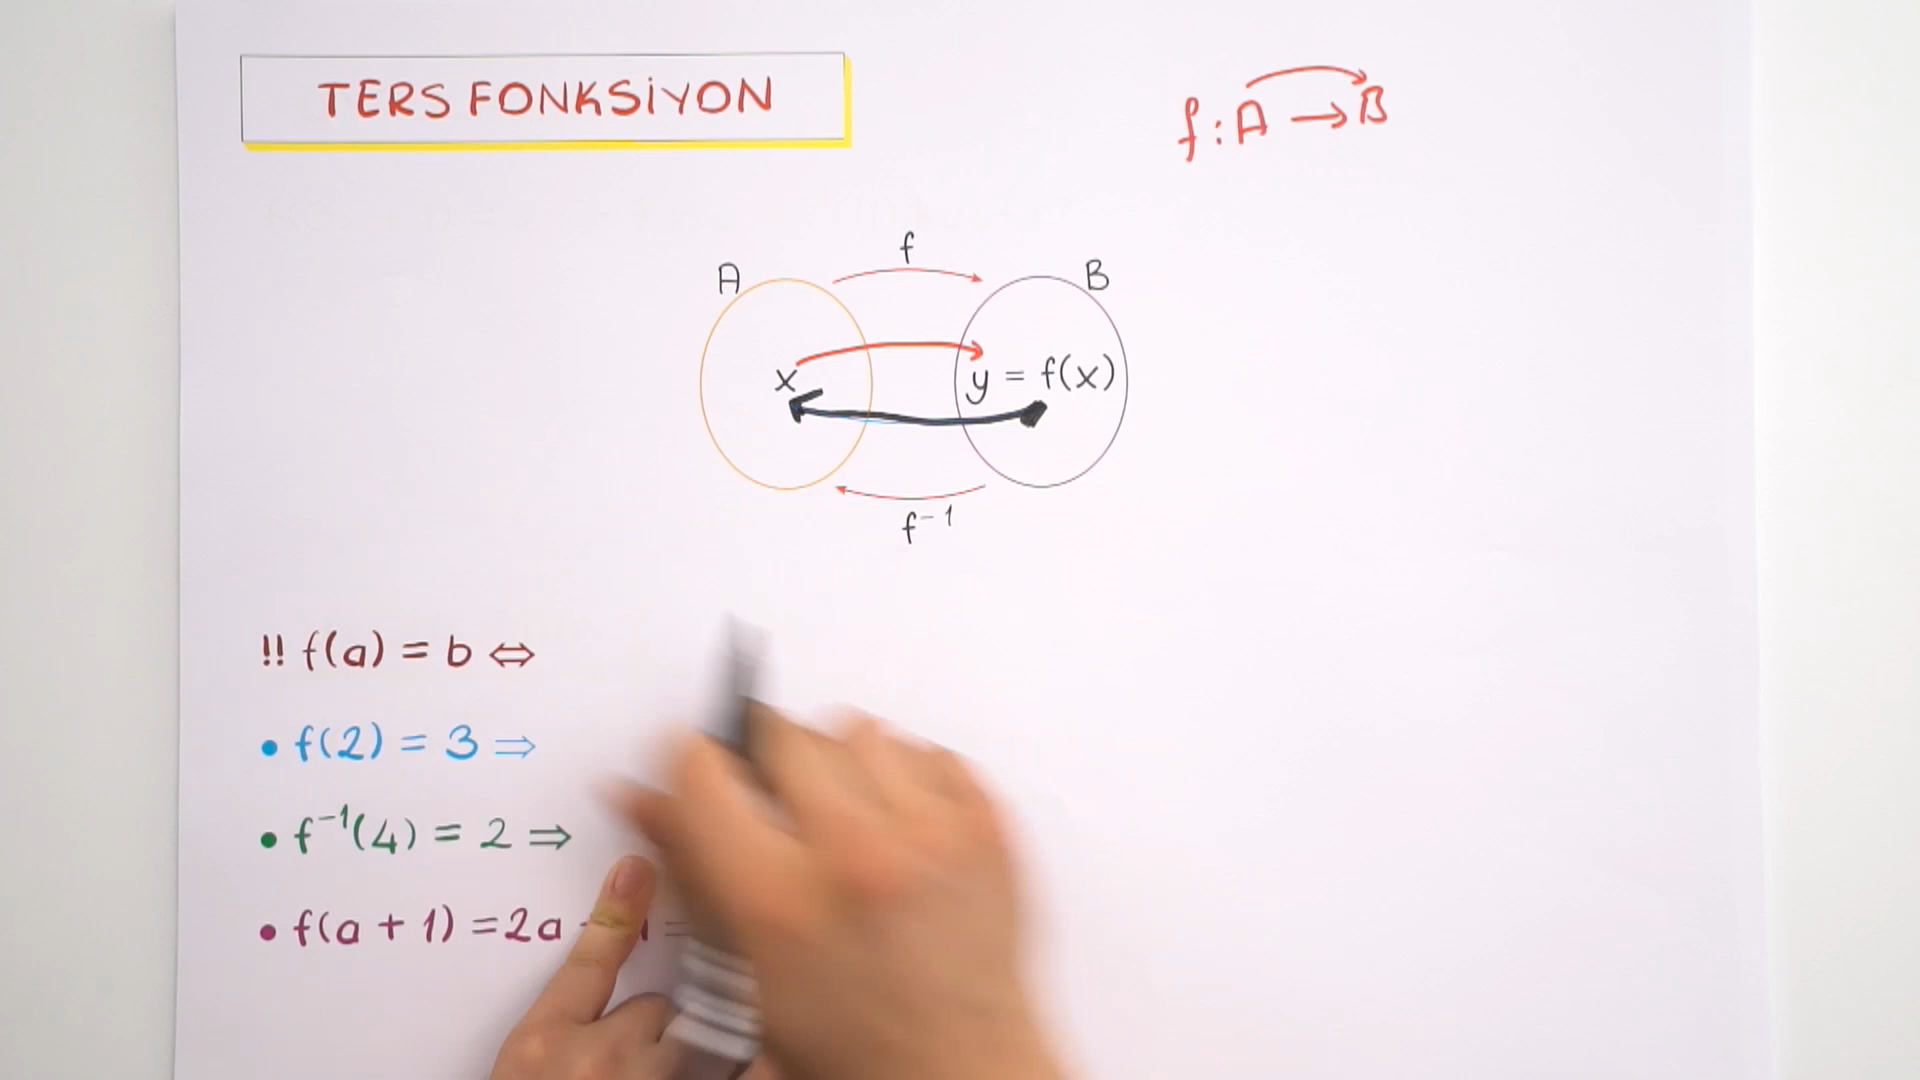 TERS FONKSİYON
f : A → B
f
A
B
x
y = f(x)
f⁻¹
!! f(a) = b ⇔
• f(2) = 3 ⇒
• f⁻¹(4) = 2 ⇒
• f(a + 1) = 2a